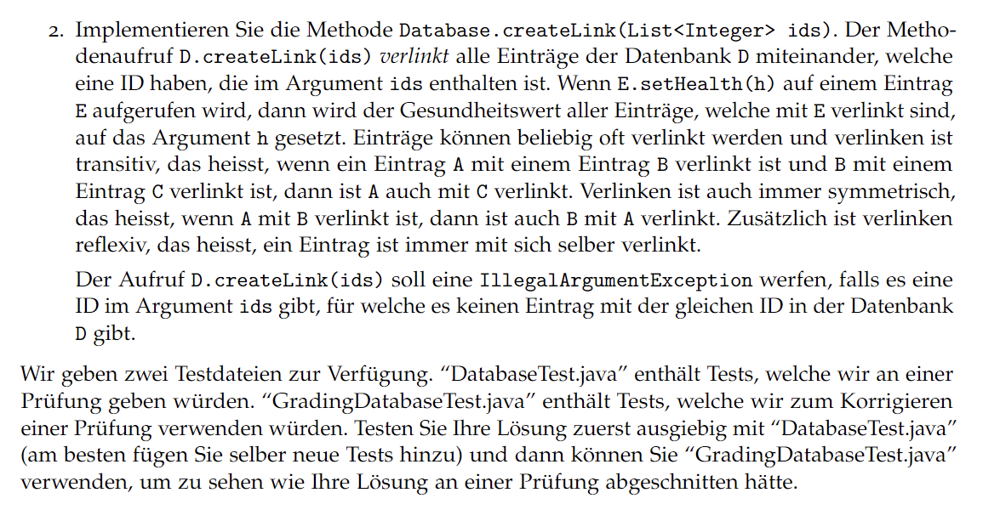 2. Implementieren Sie die Methode Database.createLink(List<Integer> ids). Der Metho-
denaufruf D.createLink(ids) verlinkt alle Einträge der Datenbank D miteinander, welche
eine ID haben, die im Argument ids enthalten ist. Wenn E.setHealth(h) auf einem Eintrag
E aufgerufen wird, dann wird der Gesundheitswert aller Einträge, welche mit E verlinkt sind,
auf das Argument h gesetzt. Einträge können beliebig oft verlinkt werden und verlinken ist
transitiv, das heisst, wenn ein Eintrag A mit einem Eintrag B verlinkt ist und B mit einem
Eintrag C verlinkt ist, dann ist A auch mit C verlinkt. Verlinken ist auch immer symmetrisch,
das heisst, wenn A mit B verlinkt ist, dann ist auch B mit A verlinkt. Zusätzlich ist verlinken
reflexiv, das heisst, ein Eintrag ist immer mit sich selber verlinkt.
Der Aufruf D.createLink(ids) soll eine IllegalArgumentException werfen, falls es eine
ID im Argument ids gibt, für welche es keinen Eintrag mit der gleichen ID in der Datenbank
D gibt.
Wir geben zwei Testdateien zur Verfügung. “DatabaseTest.java” enthält Tests, welche wir an einer
Prüfung geben würden. “GradingDatabaseTest.java” enthält Tests, welche wir zum Korrigieren
einer Prüfung verwenden würden. Testen Sie Ihre Lösung zuerst ausgiebig mit “DatabaseTest.java”
(am besten fügen Sie selber neue Tests hinzu) und dann können Sie “GradingDatabaseTest.java”
verwenden, um zu sehen wie Ihre Lösung an einer Prüfung abgeschnitten hätte.